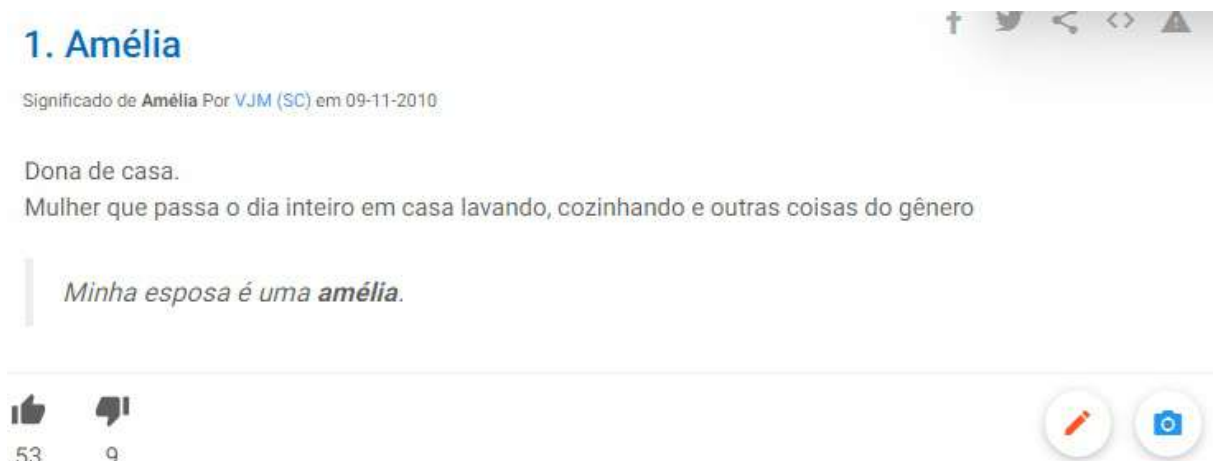 1. Amélia
Significado de Amélia Por VJM (SC) em 09-11-2010
Dona de casa.
Mulher que passa o dia inteiro em casa lavando, cozinhando e outras coisas do gênero
Minha esposa é uma amélia.
53 9